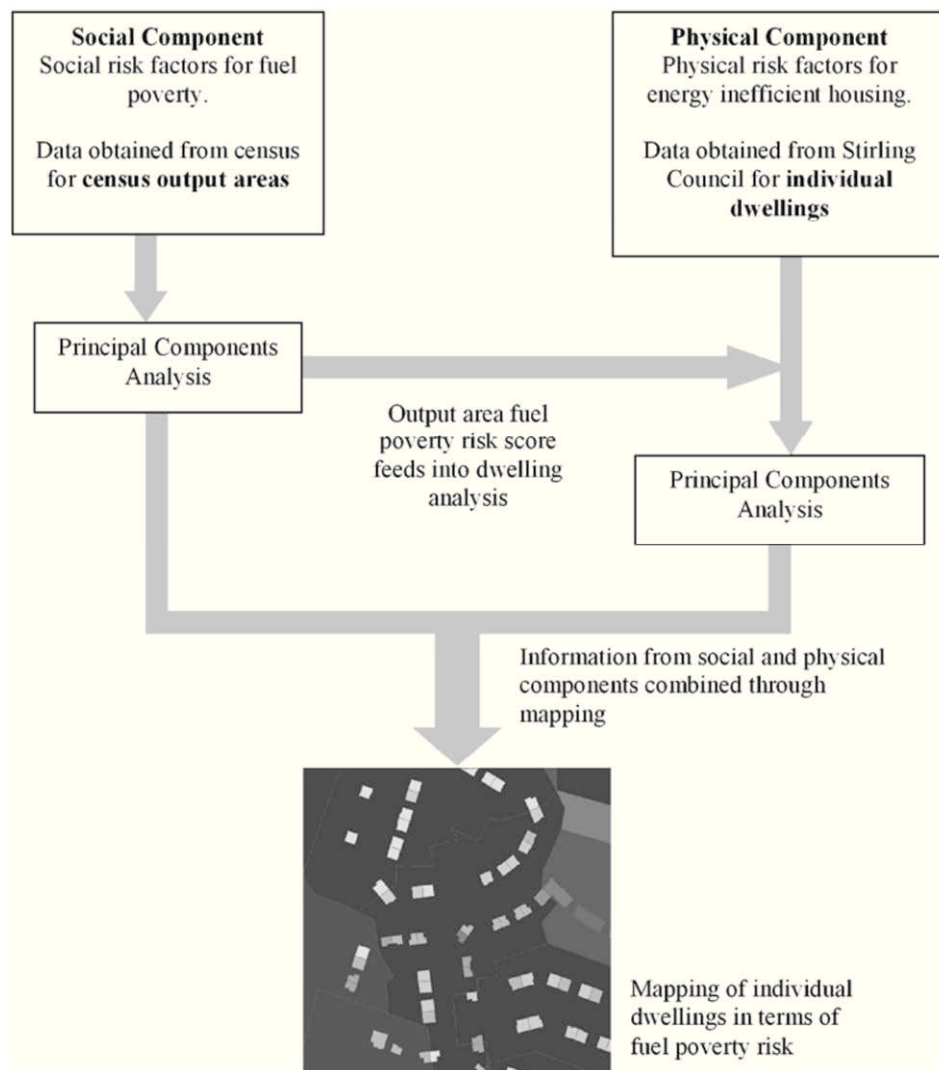 Social Component
Social risk factors for fuel
poverty.
Data obtained from census
for census output areas
Physical Component
Physical risk factors for
energy inefficient housing.
Data obtained from Stirling
Council for individual
dwellings
Principal Components
Analysis
Output area fuel
poverty risk score
feeds into dwelling
analysis
Principal Components
Analysis
Information from social and physical
components combined through
mapping
Mapping of individual
dwellings in terms of
fuel poverty risk